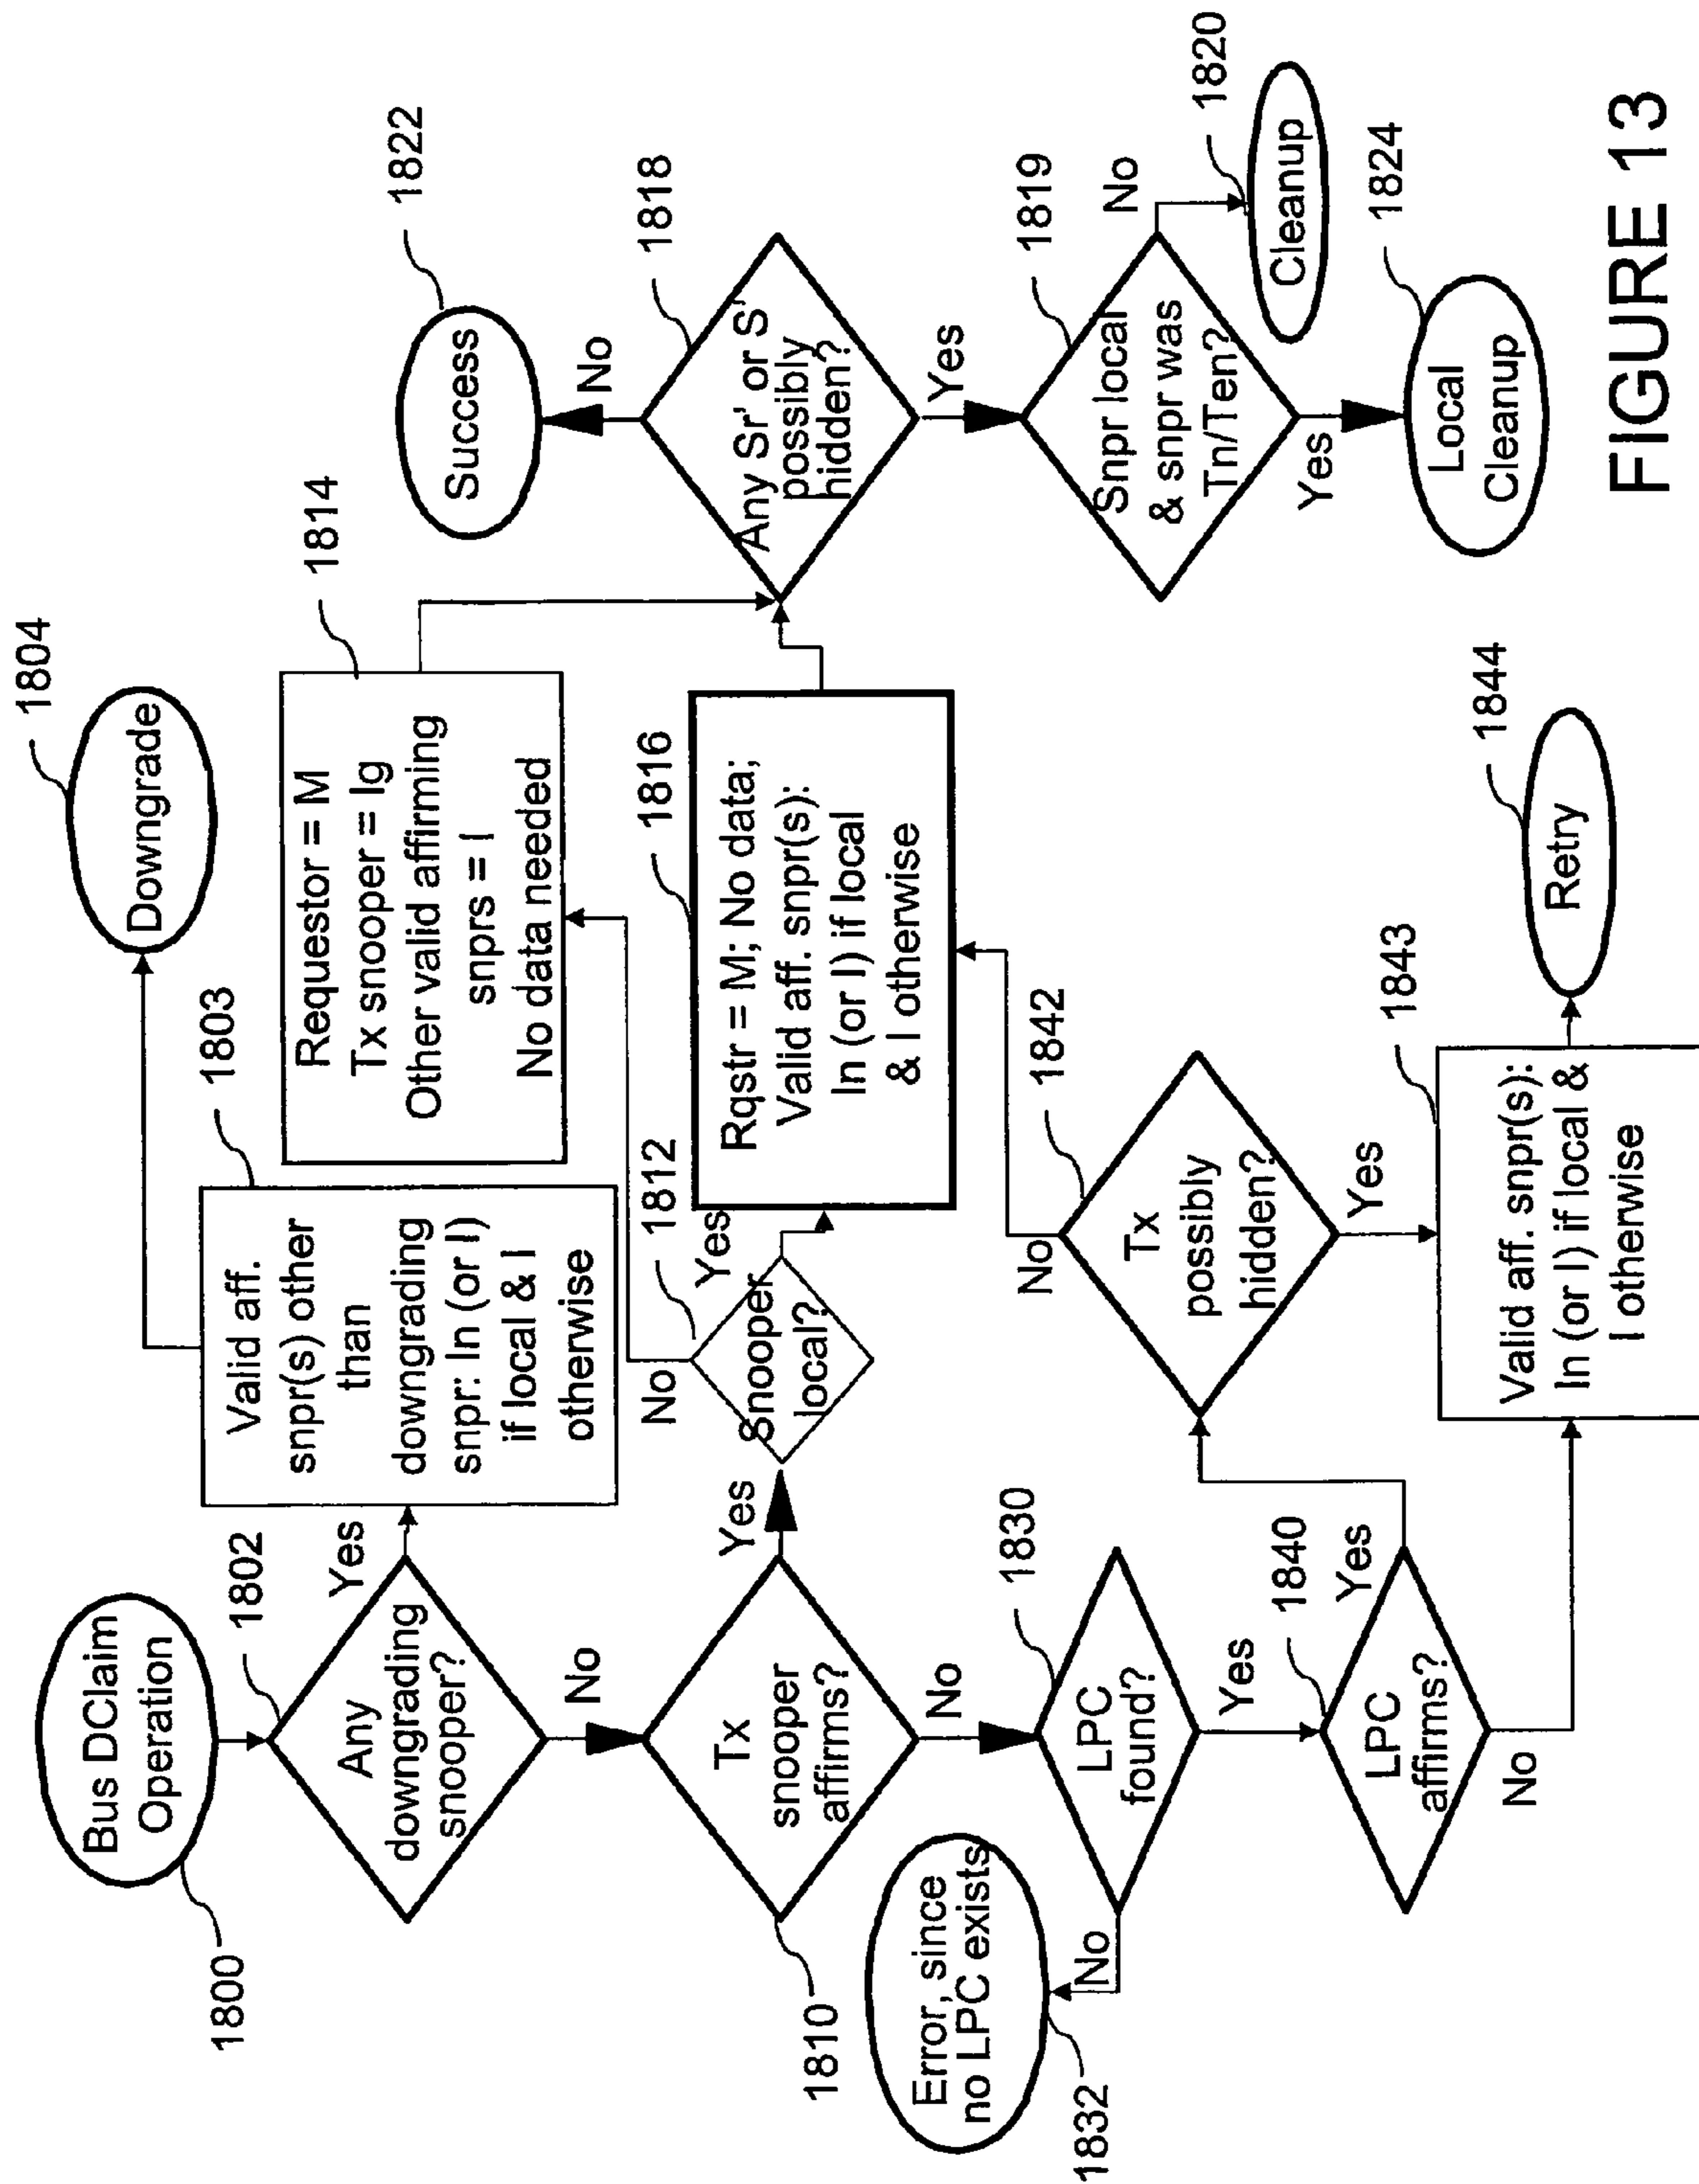 1800
Bus DClaim
Operation
1802
Any
downgrading
snooper?
Yes
No
1803
Valid aff.
snpr(s) other
than
downgrading
snpr: In (or I)
if local & I
otherwise
1804
Downgrade
1810
Tx
snooper
affirms?
Yes
No
1812
Snooper
local?
No
Yes
1814
Requestor = M
Tx snooper = Ig
Other valid affirming
snprs = I
No data needed
1816
Rqstr = M; No data;
Valid aff. snpr(s):
In (or I) if local
& I otherwise
1818
Any Sr' or S'
possibly
hidden?
No
Yes
1822
Success
1819
Snpr local
& snpr was
Tn/Ten?
No
Yes
1820
Cleanup
1824
Local
Cleanup
1830
LPC
found?
No
Yes
1832
Error, since
no LPC exists
1840
LPC
affirms?
Yes
No
1842
Tx
possibly
hidden?
No
Yes
1843
Valid aff. snpr(s):
In (or I) if local &
I otherwise
1844
Retry
FIGURE 13